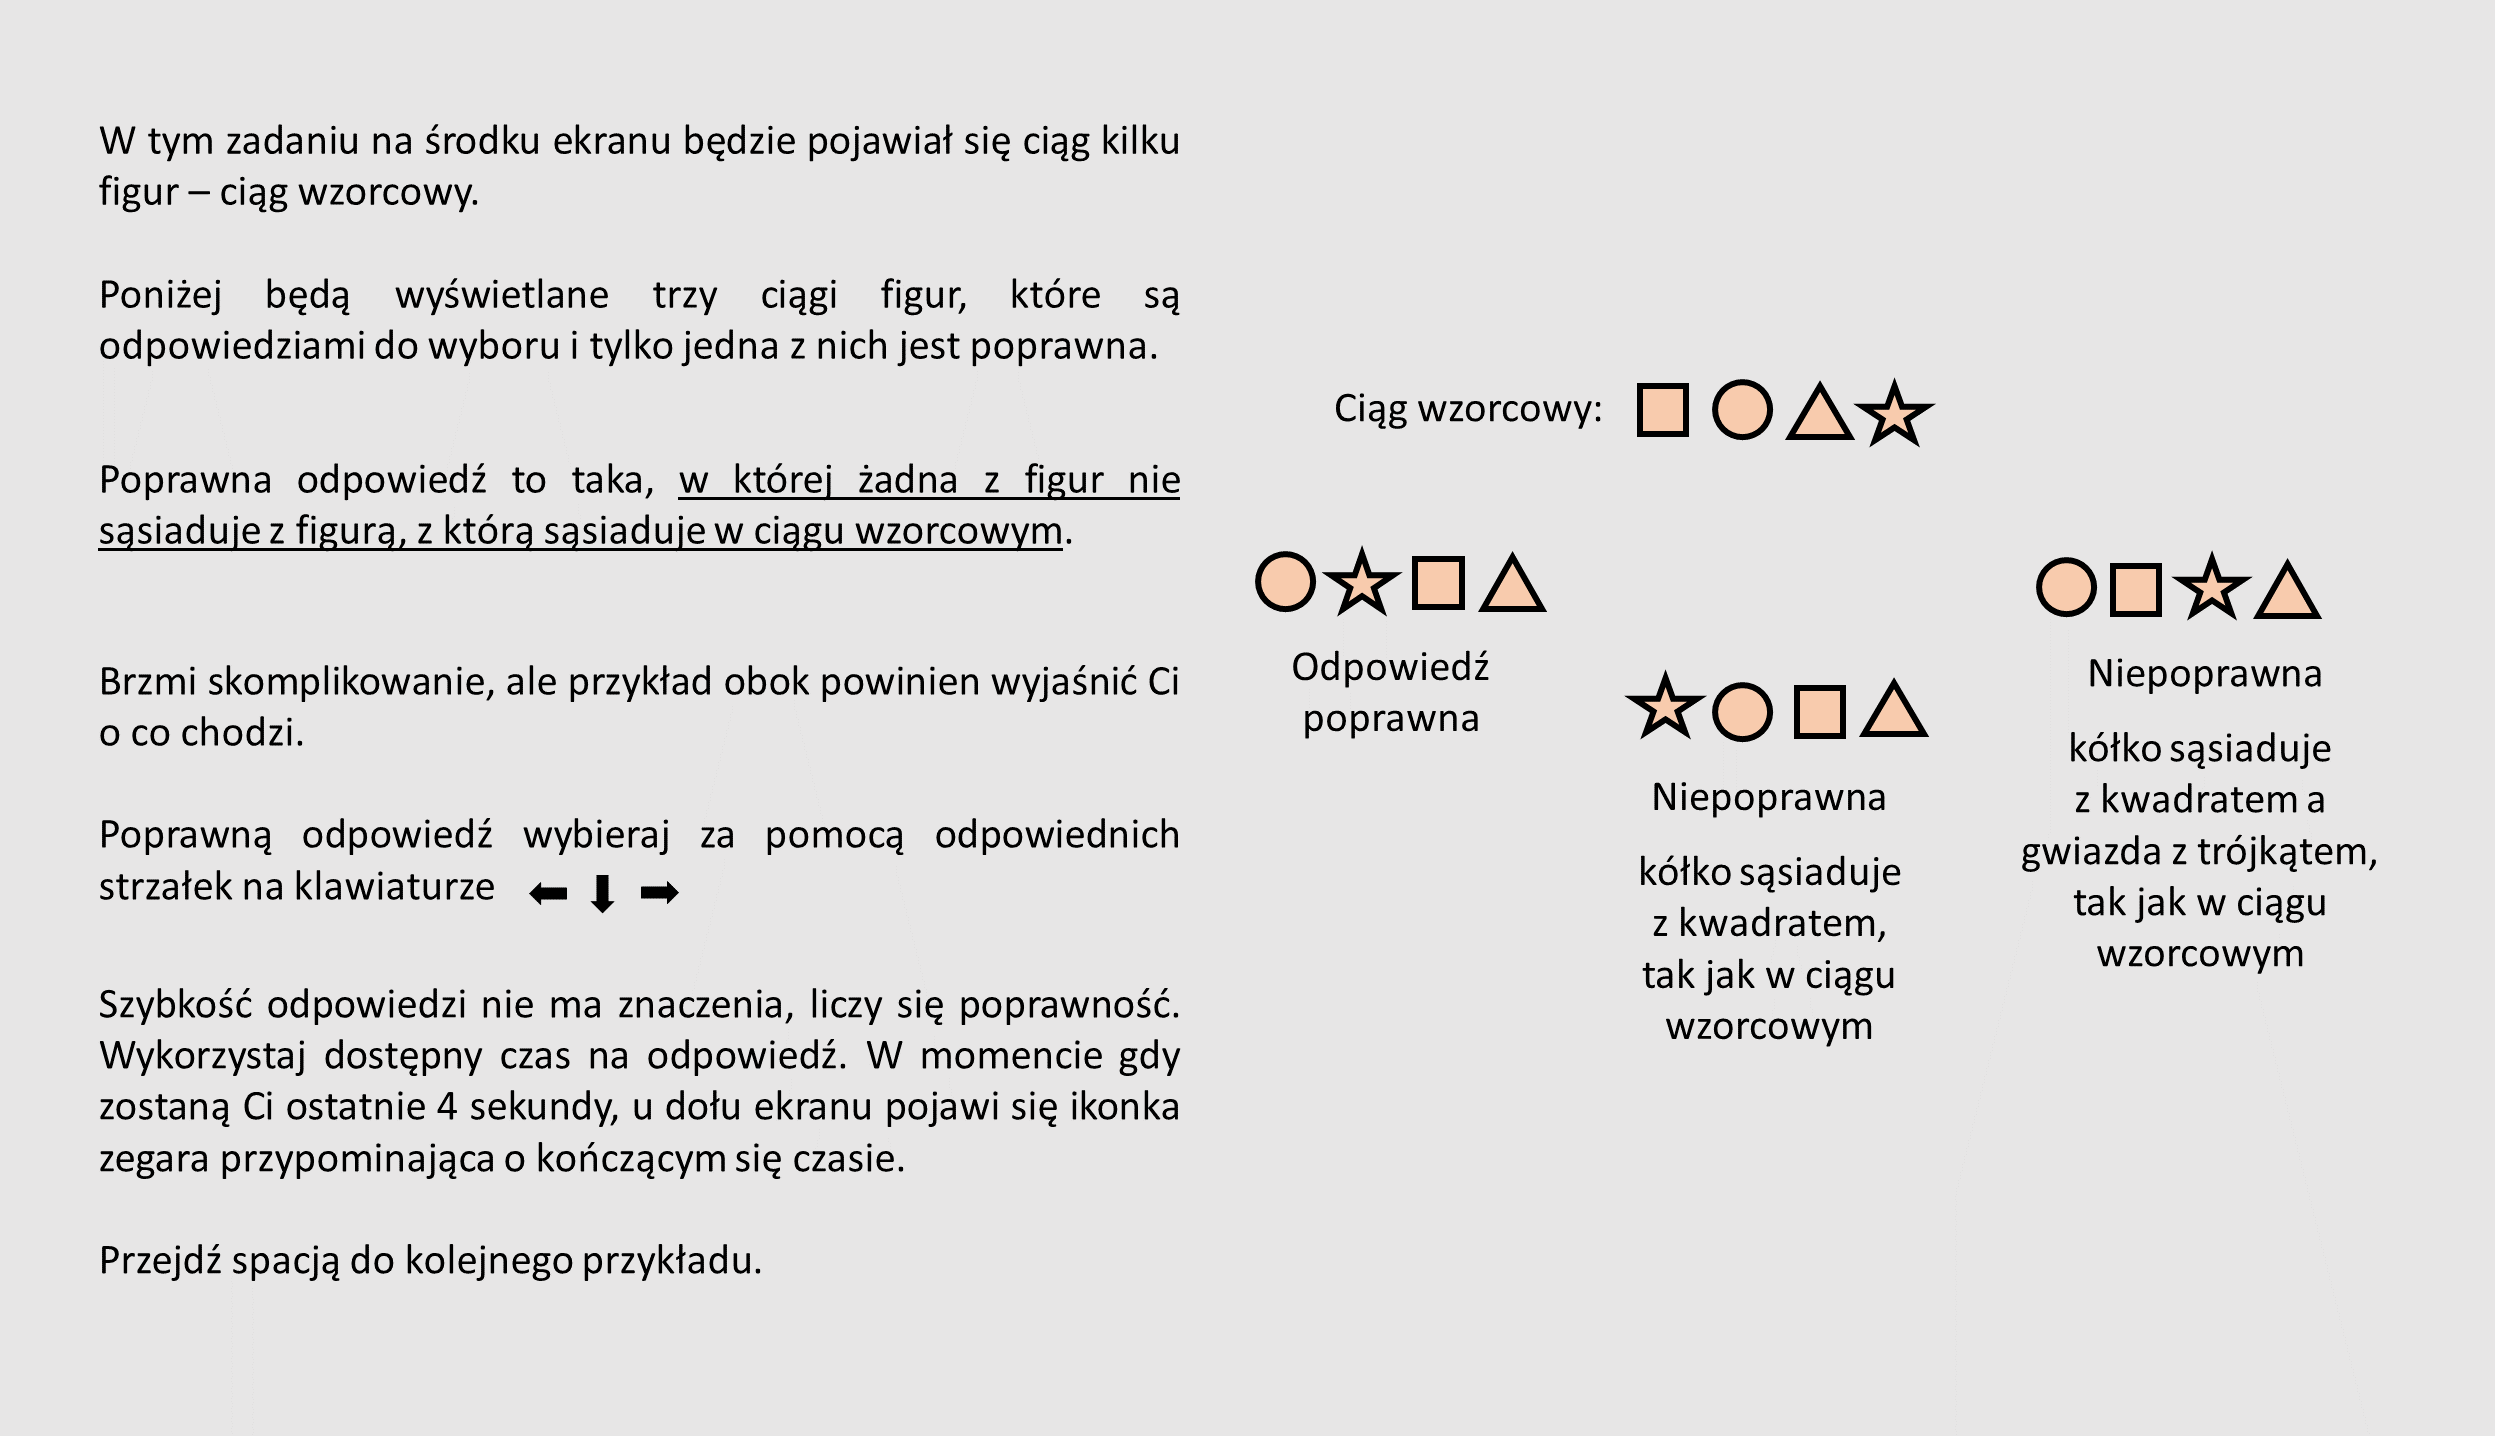 W tym zadaniu na środku ekranu będzie pojawiał się ciąg kilku
figur – ciąg wzorcowy.
Poniżej będą wyświetlane trzy ciągi figur, które są
odpowiedziami do wyboru i tylko jedna z nich jest poprawna.
Poprawna odpowiedź to taka, w której żadna z figur nie
sąsiaduje z figurą, z którą sąsiaduje w ciągu wzorcowym.
Brzmi skomplikowanie, ale przykład obok powinien wyjaśnić Ci
o co chodzi.
Poprawną odpowiedź wybieraj za pomocą odpowiednich
strzałek na klawiaturze
Szybkość odpowiedzi nie ma znaczenia, liczy się poprawność.
Wykorzystaj dostępny czas na odpowiedź. W momencie gdy
zostaną Ci ostatnie 4 sekundy, u dołu ekranu pojawi się ikonka
zegara przypominająca o kończącym się czasie.
Przejdź spacją do kolejnego przykładu.
Ciąg wzorcowy:
Odpowiedź
poprawna
Niepoprawna
kółko sąsiaduje
z kwadratem,
tak jak w ciągu
wzorcowym
Niepoprawna
kółko sąsiaduje
z kwadratem a
gwiazda z trójkątem,
tak jak w ciągu
wzorcowym